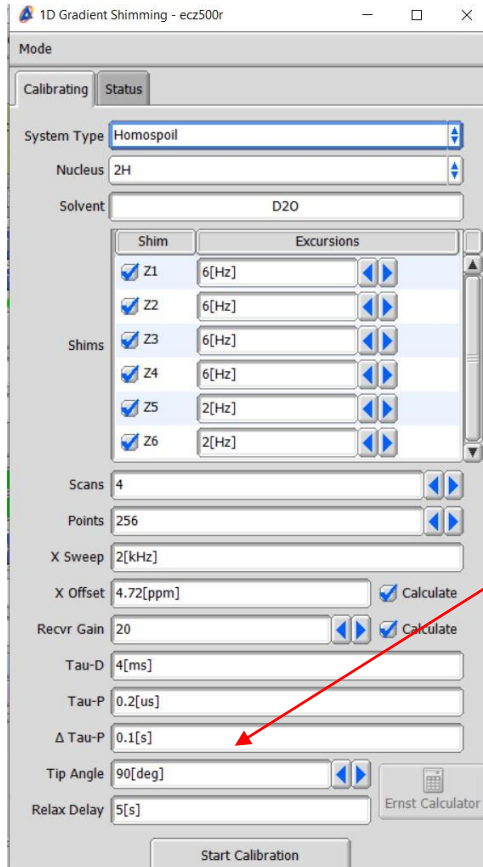 1D Gradient Shimming - ecz500r
Mode
Calibrating Status
System Type Homospoil
Nucleus 2H
Solvent D2O
Shim Excursions
Shims
Z1 6[Hz]
Z2 6[Hz]
Z3 6[Hz]
Z4 6[Hz]
Z5 2[Hz]
Z6 2[Hz]
Scans 4
Points 256
X Sweep 2[kHz]
X Offset 4.72[ppm] Calculate
Recvr Gain 20 Calculate
Tau-D 4[ms]
Tau-P 0.2[us]
Δ Tau-P 0.1[s]
Tip Angle 90[deg]
Relax Delay 5[s] Ernst Calculator
Start Calibration